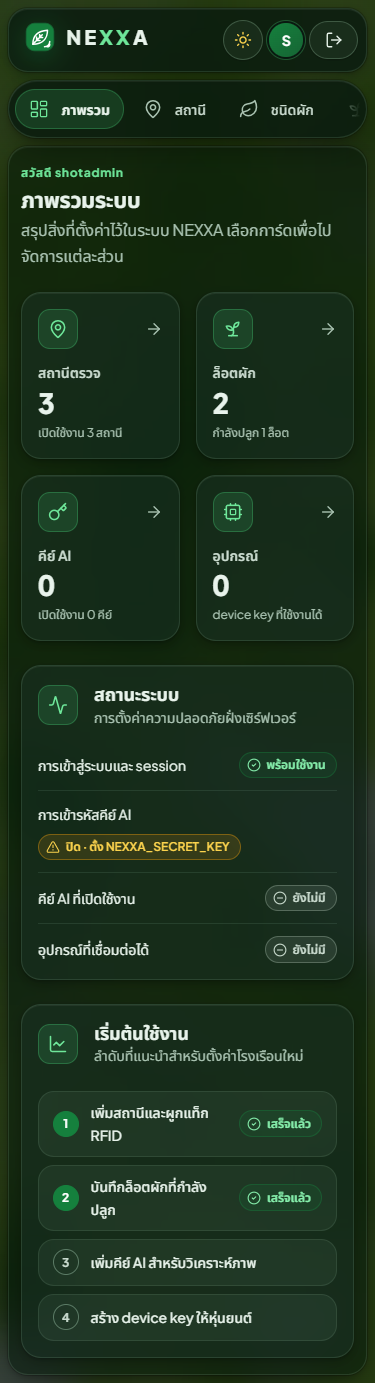 NEXXA
S
ภาพรวม
สถานี
ชนิดผัก
สวัสดี shotadmin
ภาพรวมระบบ
สรุปสิ่งที่ตั้งค่าไว้ในระบบ NEXXA เลือกการ์ดเพื่อไป
จัดการแต่ละส่วน
สถานีตรวจ
3
เปิดใช้งาน 3 สถานี
ล็อตผัก
2
กำลังปลูก 1 ล็อต
คีย์ AI
0
เปิดใช้งาน 0 คีย์
อุปกรณ์
0
device key ที่ใช้งานได้
สถานะระบบ
การตั้งค่าความปลอดภัยฝั่งเซิร์ฟเวอร์
การเข้าสู่ระบบและ session
พร้อมใช้งาน
การเข้ารหัสคีย์ AI
ปิด · ตั้ง NEXXA_SECRET_KEY
คีย์ AI ที่เปิดใช้งาน
ยังไม่มี
อุปกรณ์ที่เชื่อมต่อได้
ยังไม่มี
เริ่มต้นใช้งาน
ลำดับที่แนะนำสำหรับตั้งค่าโรงเรือนใหม่
1
เพิ่มสถานีและผูกแท็ก
RFID
เสร็จแล้ว
2
บันทึกล็อตผักที่กำลัง
ปลูก
เสร็จแล้ว
3
เพิ่มคีย์ AI สำหรับวิเคราะห์ภาพ
4
สร้าง device key ให้หุ่นยนต์